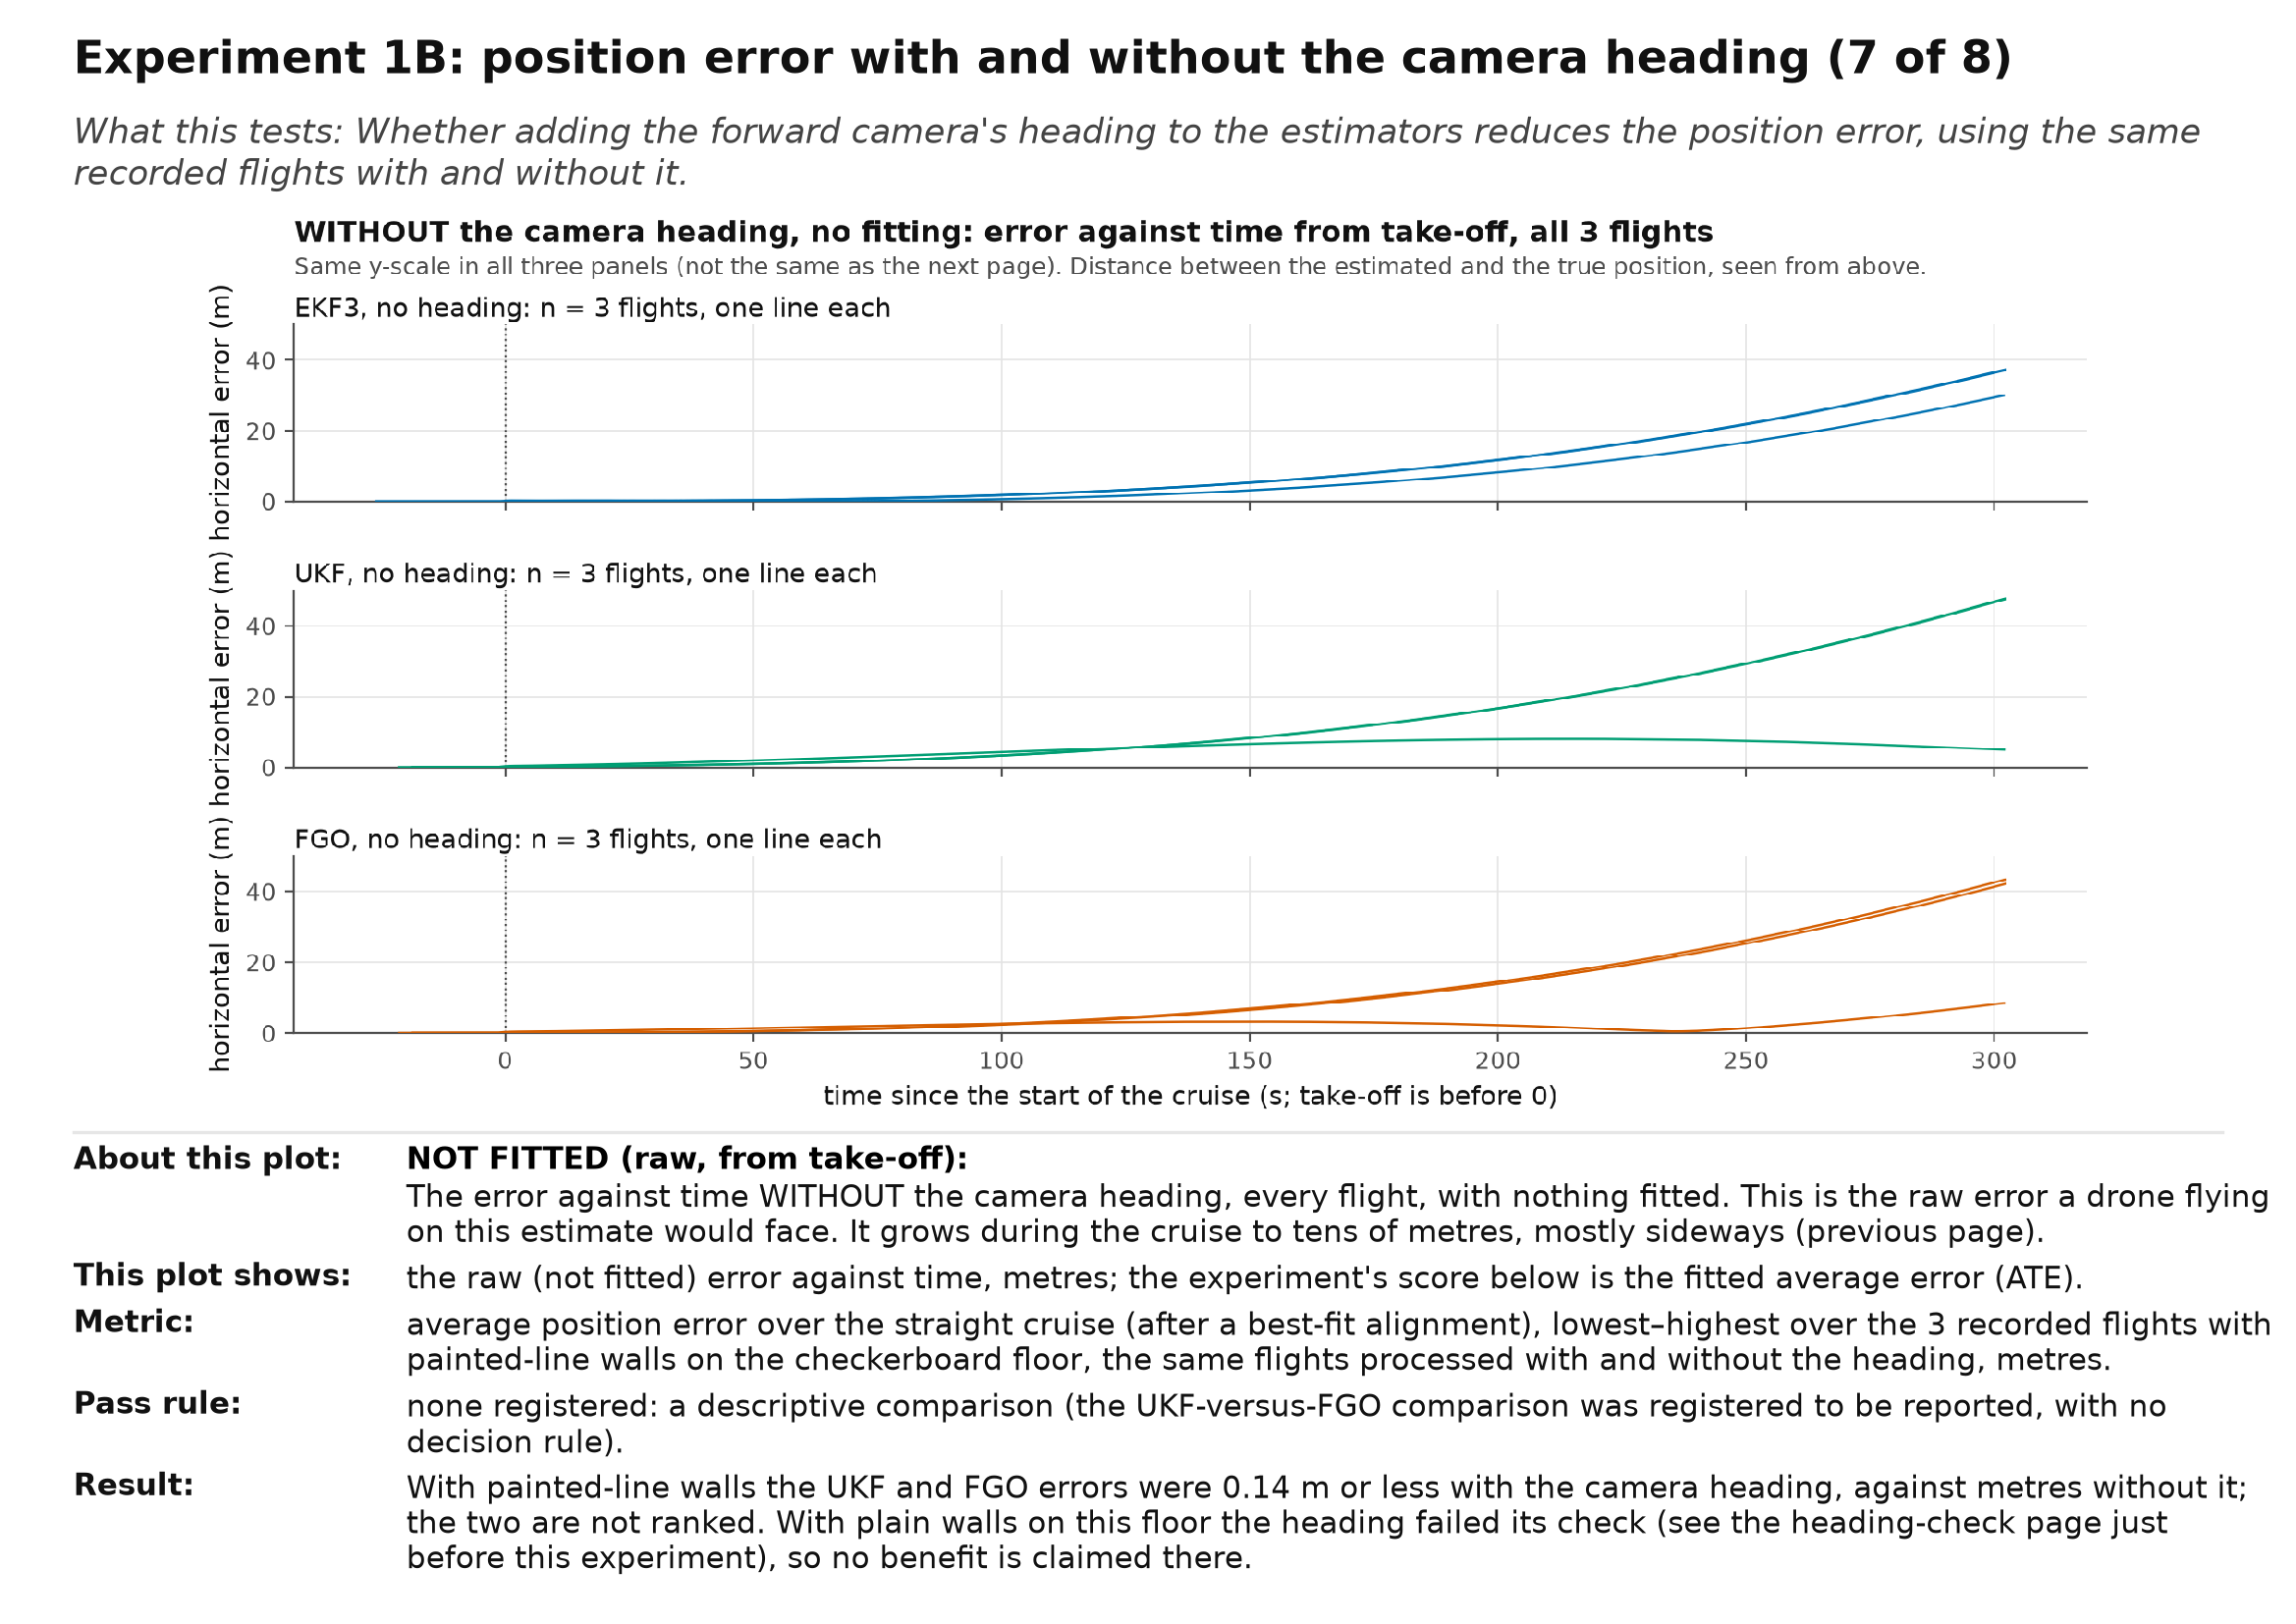 Experiment 1B: position error with and without the camera heading (7 of 8)
What this tests: Whether adding the forward camera's heading to the estimators reduces the position error, using the same
recorded flights with and without it.
WITHOUT the camera heading, no fitting: error against time from take-off, all 3 flights
Same y-scale in all three panels (not the same as the next page). Distance between the estimated and the true position, seen from above.
EKF3, no heading: n = 3 flights, one line each
horizontal error (m)
40
20
0
UKF, no heading: n = 3 flights, one line each
horizontal error (m)
40
20
0
FGO, no heading: n = 3 flights, one line each
horizontal error (m)
40
20
0
0 50 100 150 200 250 300
time since the start of the cruise (s; take-off is before 0)
About this plot: NOT FITTED (raw, from take-off):
The error against time WITHOUT the camera heading, every flight, with nothing fitted. This is the raw error a drone flying
on this estimate would face. It grows during the cruise to tens of metres, mostly sideways (previous page).
This plot shows: the raw (not fitted) error against time, metres; the experiment's score below is the fitted average error (ATE).
Metric: average position error over the straight cruise (after a best-fit alignment), lowest–highest over the 3 recorded flights with
painted-line walls on the checkerboard floor, the same flights processed with and without the heading, metres.
Pass rule: none registered: a descriptive comparison (the UKF-versus-FGO comparison was registered to be reported, with no
decision rule).
Result: With painted-line walls the UKF and FGO errors were 0.14 m or less with the camera heading, against metres without it;
the two are not ranked. With plain walls on this floor the heading failed its check (see the heading-check page just
before this experiment), so no benefit is claimed there.